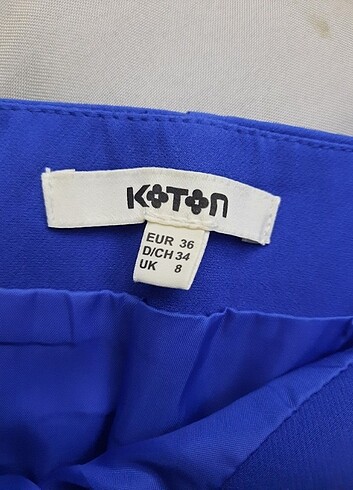 KOTON
EUR 36
D/CH 34
UK 8